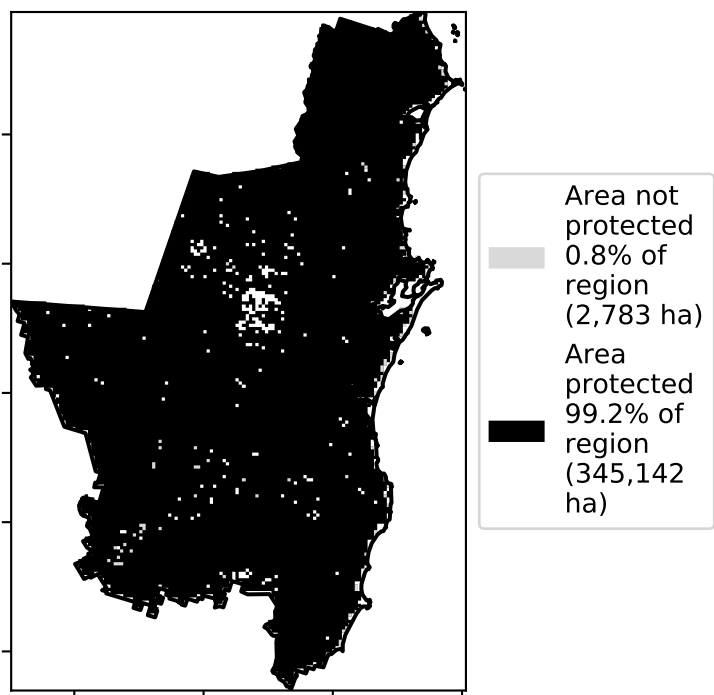 Area not
protected
0.8% of
region
(2,783 ha)
Area
protected
99.2% of
region
(345,142
ha)